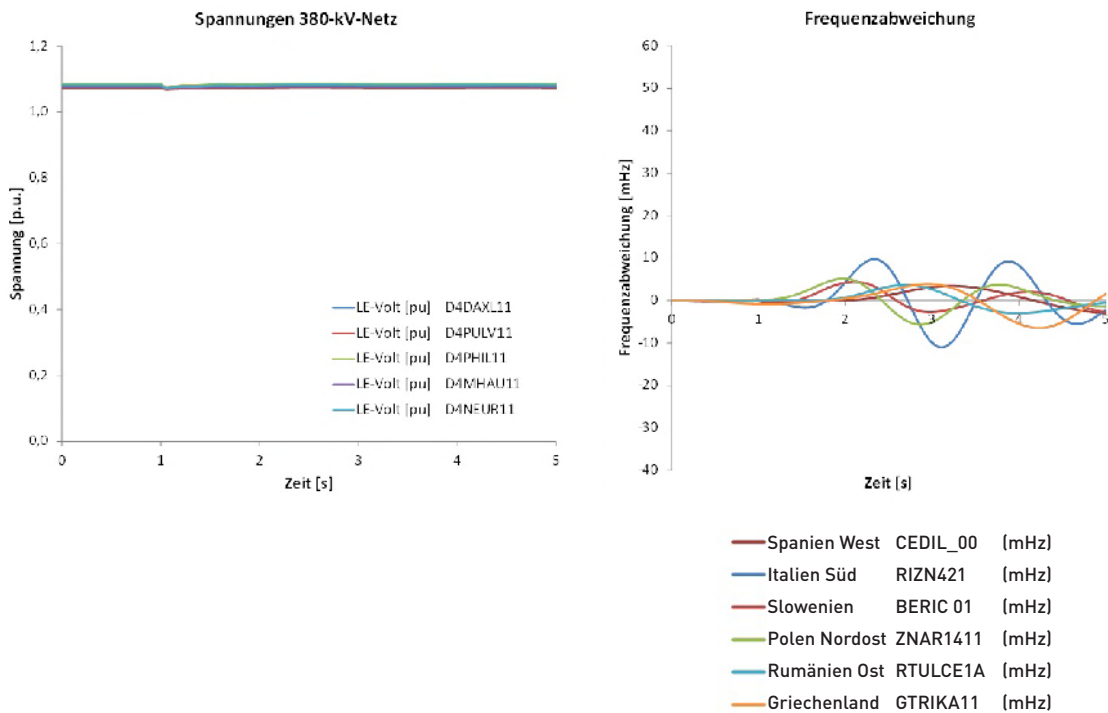 Spannungen 380-kV-Netz
1,2
1,0
0,8
0,6
0,4
0,2
0,0
Spannung [p.u.]
LE-Volt [pu] D4DAXL11
LE-Volt [pu] D4PULV11
LE-Volt [pu] D4PHIL11
LE-Volt [pu] D4MHAU11
LE-Volt [pu] D4NEUR11
0 1 2 3 4 5
Zeit [s]
Frequenzabweichung
60
50
40
30
20
10
0
-10
-20
-30
-40
Frequenzabweichung [mHz]
0 1 2 3 4 5
Zeit [s]
Spanien West CEDIL_00 (mHz)
Italien Süd RIZN421 (mHz)
Slowenien BERIC 01 (mHz)
Polen Nordost ZNAR1411 (mHz)
Rumänien Ost RTULCE1A (mHz)
Griechenland GTRIKA11 (mHz)